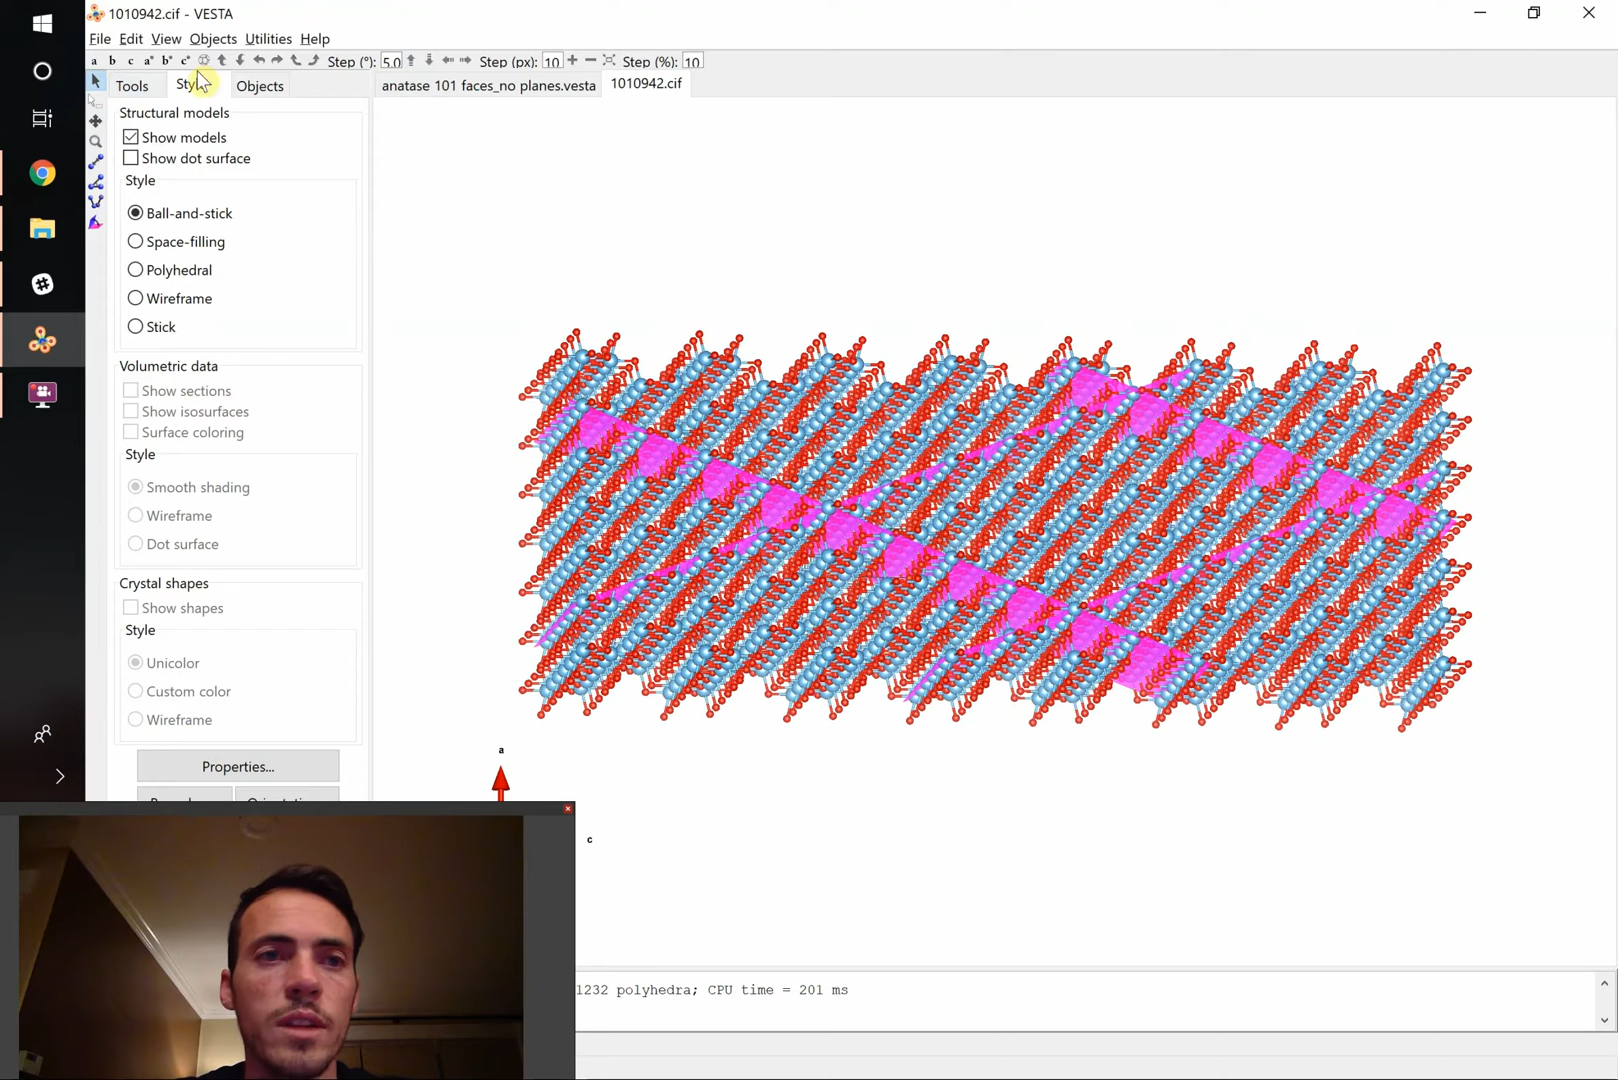 1010942.cif - VESTA
File Edit View Objects Utilities Help
a b c a* b* c* Step (°): 5.0 Step (px): 10 Step (%): 10
Tools Objects anatase 101 faces_no planes.vesta 1010942.cif
Structural models
Show models
Show dot surface
Style
Ball-and-stick
Space-filling
Polyhedral
Wireframe
Stick
Volumetric data
Show sections
Show isosurfaces
Surface coloring
Style
Smooth shading
Wireframe
Dot surface
Crystal shapes
Show shapes
Style
Unicolor
Custom color
Wireframe
Properties...
a
c
1232 polyhedra; CPU time = 201 ms